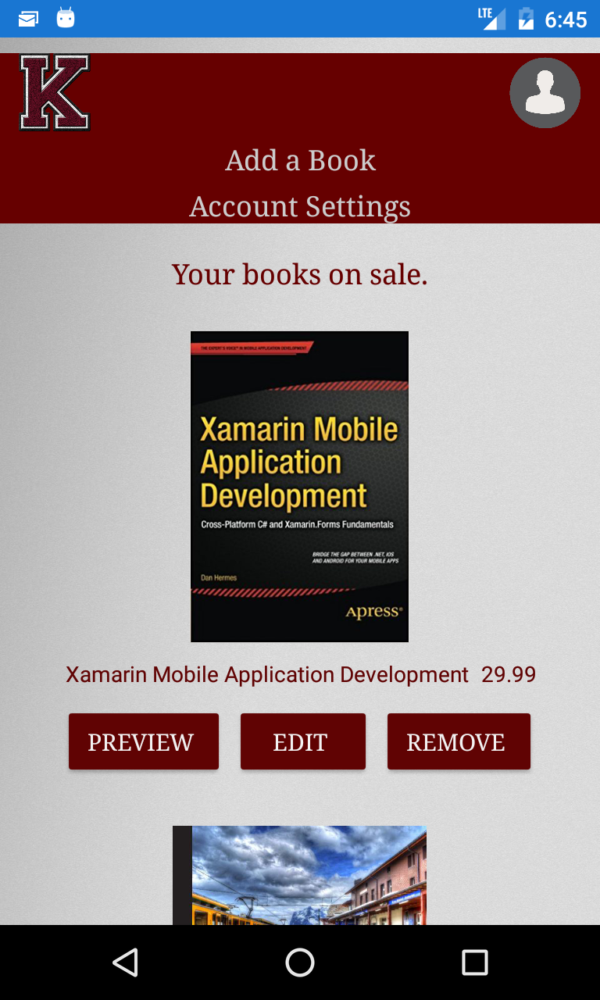 LTE 6:45
K
Add a Book
Account Settings
Your books on sale.
THE EXPERT'S VOICE® IN MOBILE APPLICATION DEVELOPMENT
Xamarin Mobile
Application
Development
Cross-Platform C# and Xamarin.Forms Fundamentals
BRIDGE THE GAP BETWEEN .NET, IOS
AND ANDROID FOR YOUR MOBILE APPS
Dan Hermes
Apress®
Xamarin Mobile Application Development 29.99
PREVIEW EDIT REMOVE